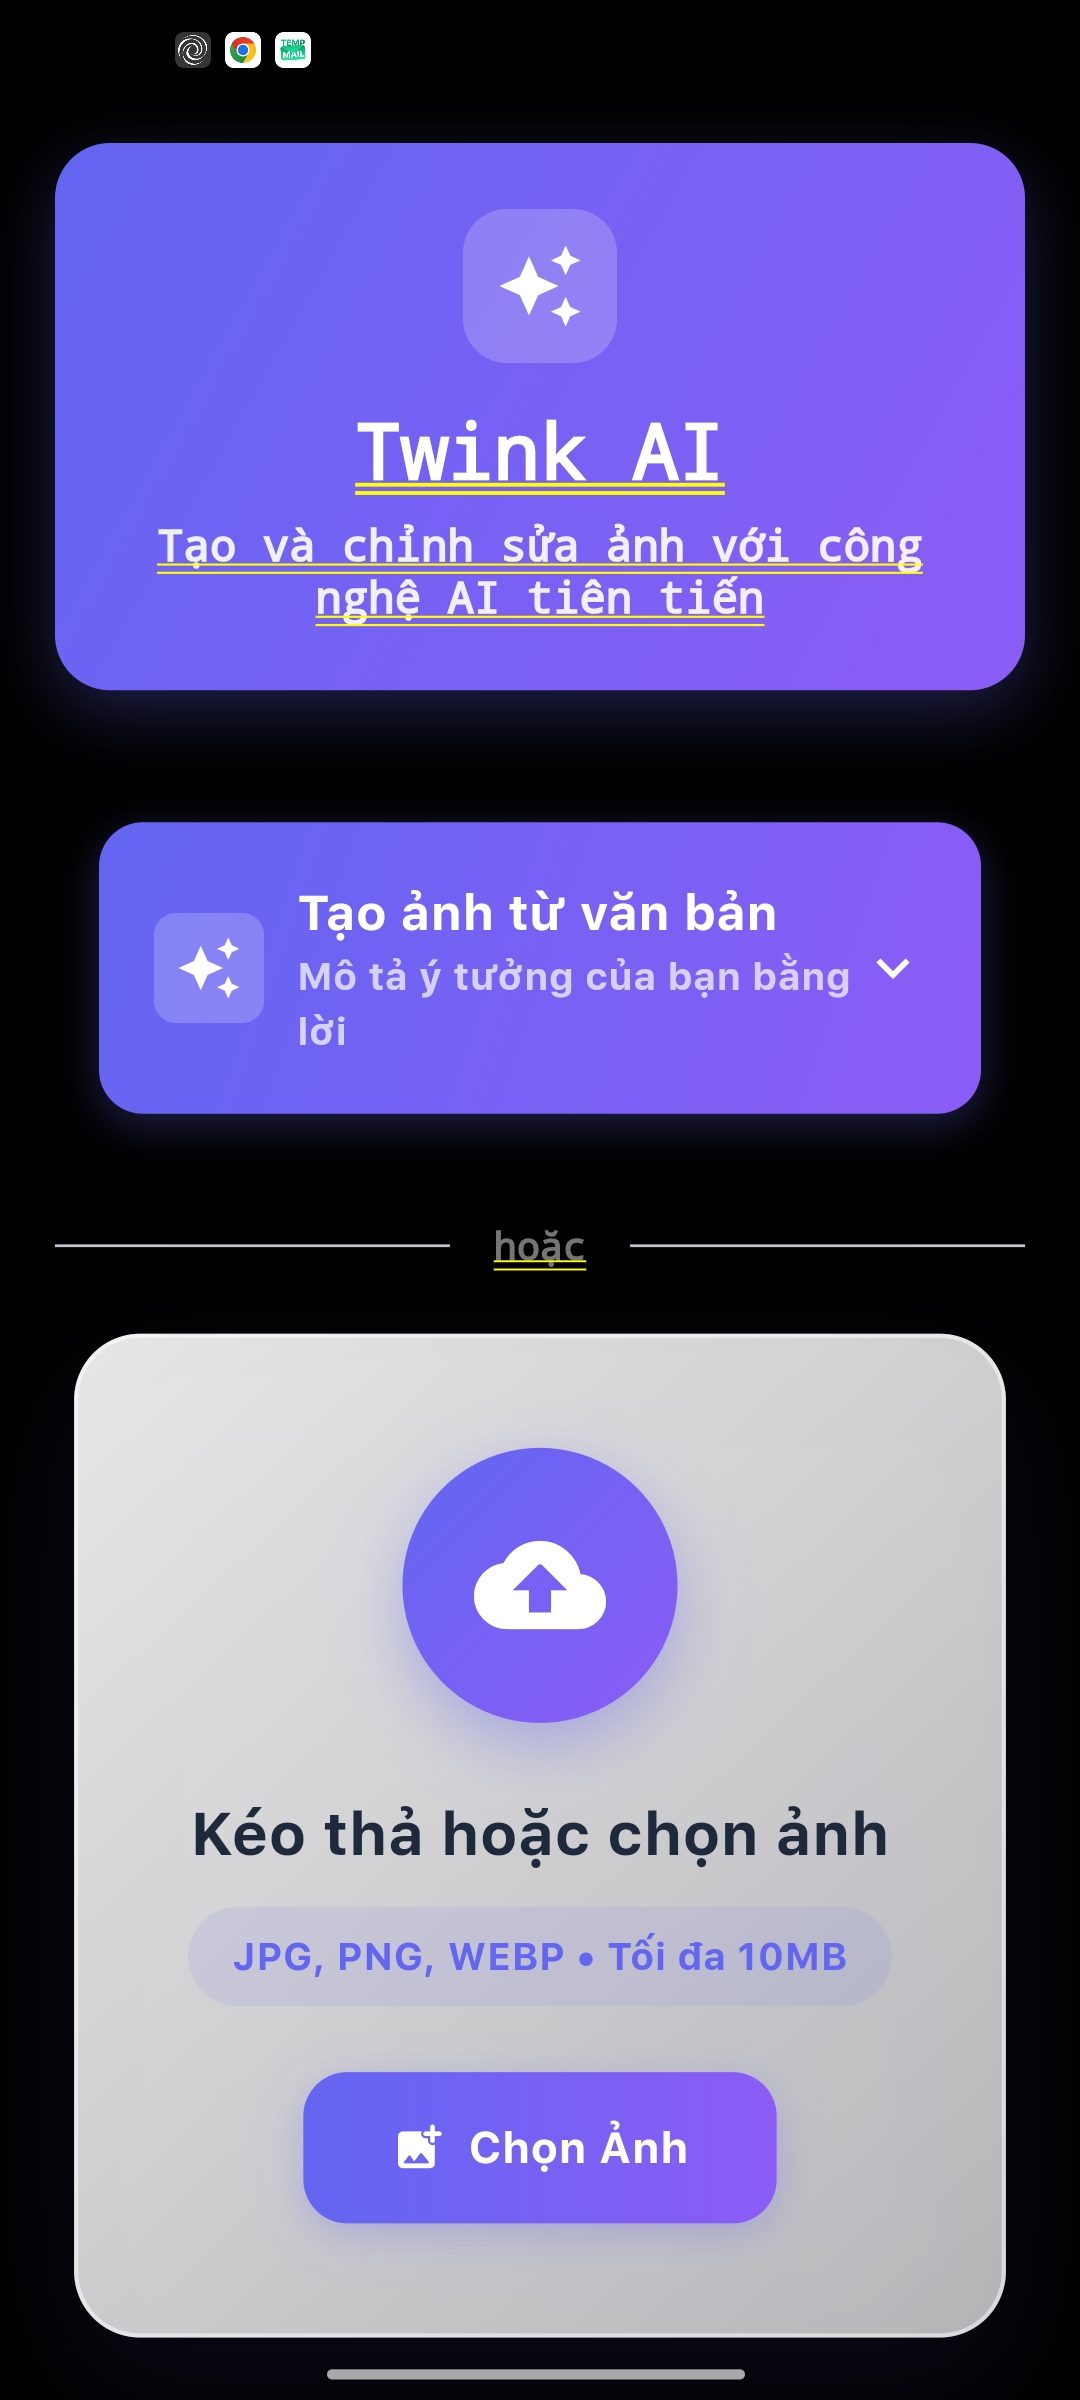 TEMP
MAIL
Twink AI
Tạo và chỉnh sửa ảnh với công
nghệ AI tiên tiến
Tạo ảnh từ văn bản
Mô tả ý tưởng của bạn bằng
lời
hoặc
Kéo thả hoặc chọn ảnh
JPG, PNG, WEBP • Tối đa 10MB
Chọn Ảnh